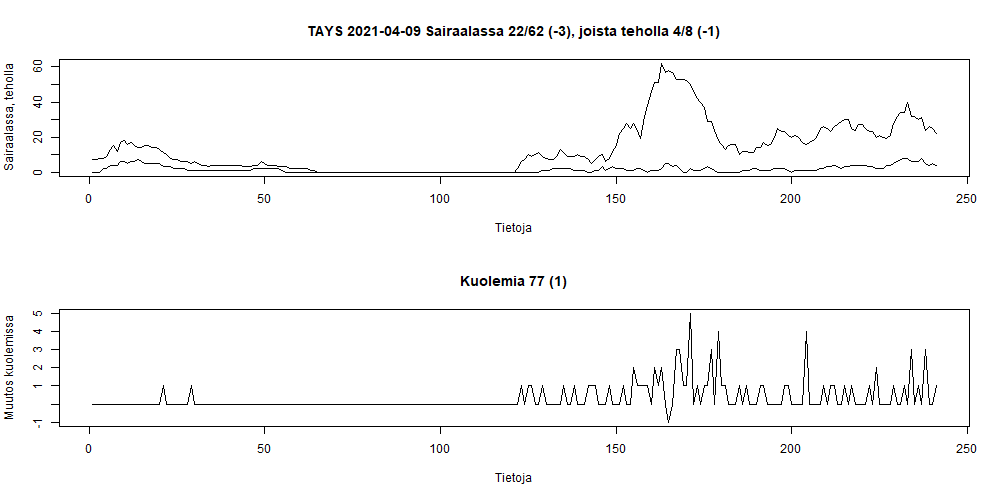 TAYS 2021-04-09 Sairaalassa 22/62 (-3), joista teholla 4/8 (-1)
Sairaalassa, teholla
60
40
20
0
0 50 100 150 200 250
Tietoja
Kuolemia 77 (1)
Muutos kuolemissa
5
4
3
2
1
-1
0 50 100 150 200 250
Tietoja